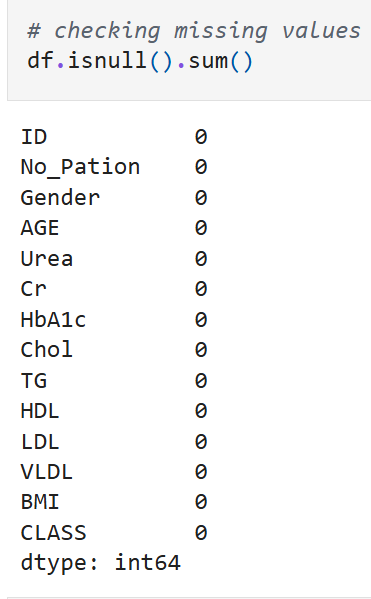 # checking missing values
df.isnull().sum()
ID 0
No_Pation 0
Gender 0
AGE 0
Urea 0
Cr 0
HbA1c 0
Chol 0
TG 0
HDL 0
LDL 0
VLDL 0
BMI 0
CLASS 0
dtype: int64